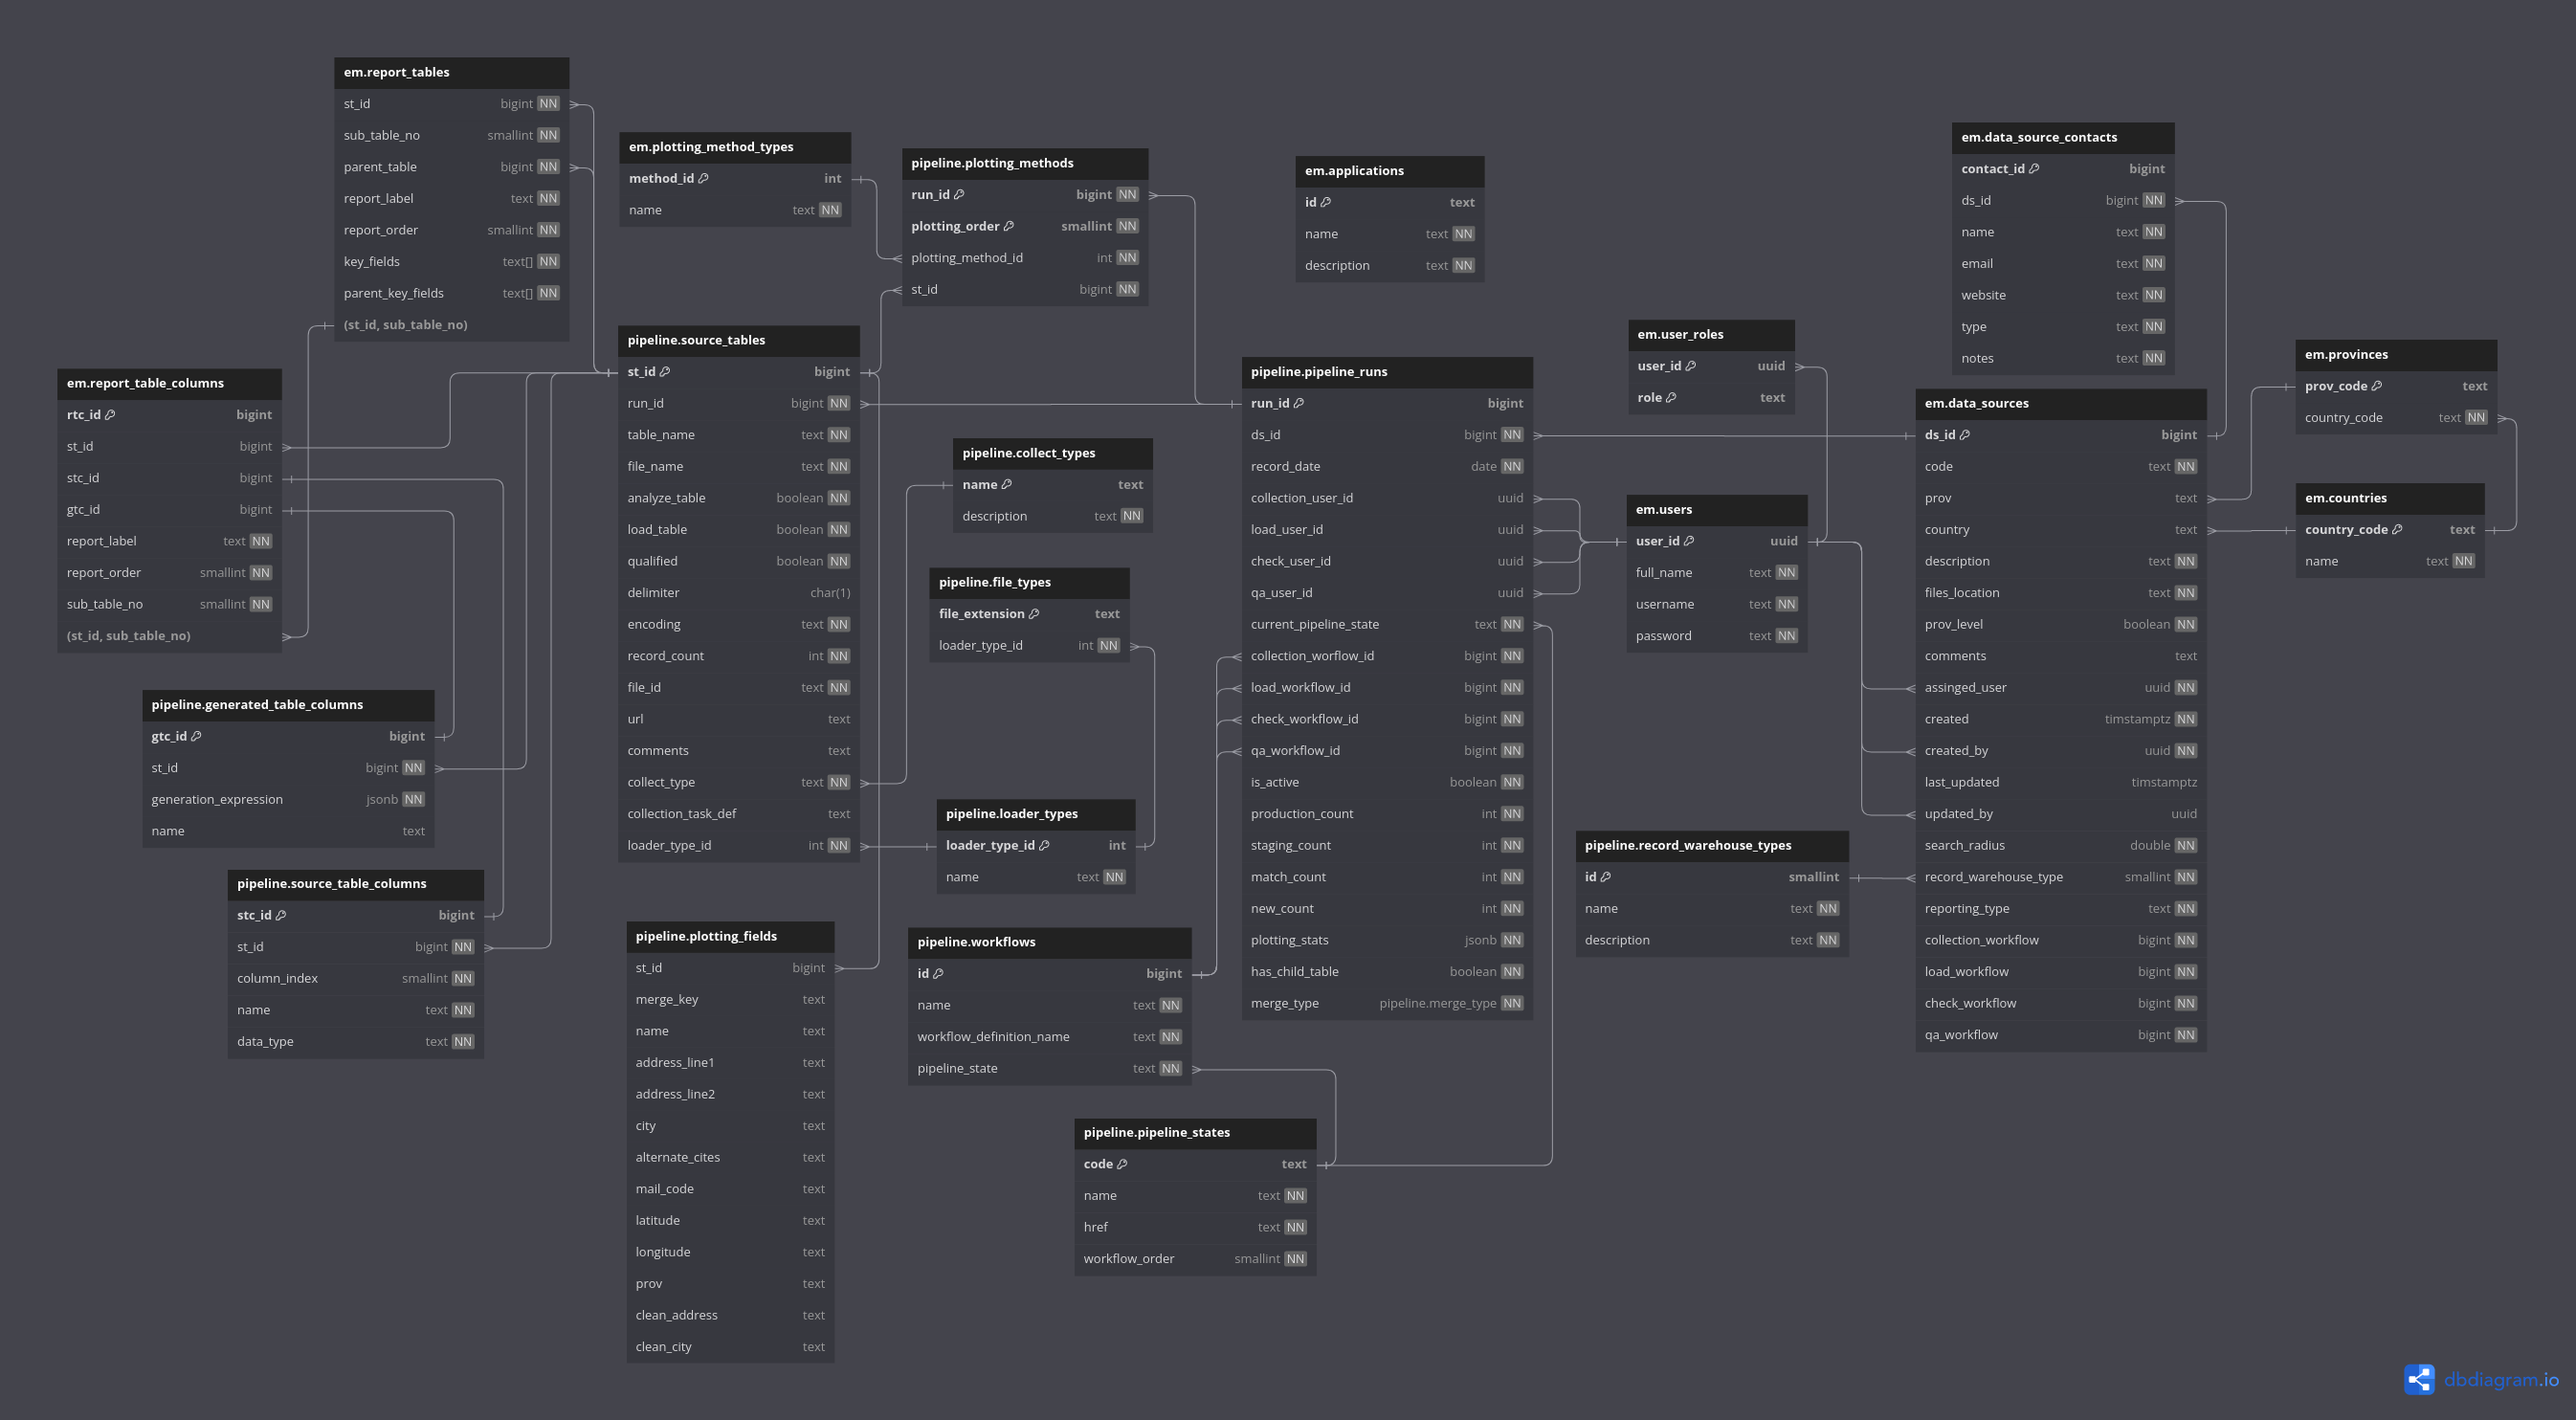 em.report_tables
st_id bigint NN
sub_table_no smallint NN
parent_table bigint NN
report_label text NN
report_order smallint NN
key_fields text[] NN
parent_key_fields text[] NN
(st_id, sub_table_no)
em.plotting_method_types
method_id int
name text NN
pipeline.plotting_methods
run_id bigint NN
plotting_order smallint NN
plotting_method_id int NN
st_id bigint NN
em.applications
id text
name text NN
description text NN
em.data_source_contacts
contact_id bigint
ds_id bigint NN
name text NN
email text NN
website text NN
type text NN
notes text NN
em.report_table_columns
rtc_id bigint
st_id bigint
stc_id bigint
gtc_id bigint
report_label text NN
report_order smallint NN
sub_table_no smallint NN
(st_id, sub_table_no)
pipeline.source_tables
st_id bigint
run_id bigint NN
table_name text NN
file_name text NN
analyze_table boolean NN
load_table boolean NN
qualified boolean NN
delimiter char(1)
encoding text NN
record_count int NN
file_id text NN
url text
comments text
collect_type text NN
collection_task_def text
loader_type_id int NN
pipeline.collect_types
name text
description text NN
pipeline.file_types
file_extension text
loader_type_id int NN
pipeline.loader_types
loader_type_id int
name text NN
pipeline.pipeline_runs
run_id bigint
ds_id bigint NN
record_date date NN
collection_user_id uuid
load_user_id uuid
check_user_id uuid
qa_user_id uuid
current_pipeline_state text NN
collection_worflow_id bigint NN
load_workflow_id bigint NN
check_workflow_id bigint NN
qa_workflow_id bigint NN
is_active boolean NN
production_count int NN
staging_count int NN
match_count int NN
new_count int NN
plotting_stats jsonb NN
has_child_table boolean NN
merge_type pipeline.merge_type NN
em.user_roles
user_id uuid
role text
em.users
user_id uuid
full_name text NN
username text NN
password text NN
em.data_sources
ds_id bigint
code text NN
prov text
country text
description text NN
files_location text NN
prov_level boolean NN
comments text
assinged_user uuid NN
created timstamptz NN
created_by uuid NN
last_updated timstamptz
updated_by uuid
search_radius double NN
record_warehouse_type smallint NN
reporting_type text NN
collection_workflow bigint NN
load_workflow bigint NN
check_workflow bigint NN
qa_workflow bigint NN
em.provinces
prov_code text
country_code text NN
em.countries
country_code text
name text NN
pipeline.generated_table_columns
gtc_id bigint
st_id bigint NN
generation_expression jsonb NN
name text
pipeline.source_table_columns
stc_id bigint
st_id bigint NN
column_index smallint NN
name text NN
data_type text NN
pipeline.plotting_fields
st_id bigint
merge_key text
name text
address_line1 text
address_line2 text
city text
alternate_cites text
mail_code text
latitude text
longitude text
prov text
clean_address text
clean_city text
pipeline.workflows
id bigint
name text NN
workflow_definition_name text NN
pipeline_state text NN
pipeline.record_warehouse_types
id smallint
name text NN
description text NN
pipeline.pipeline_states
code text
name text NN
href text NN
workflow_order smallint NN
dbdiagram.io